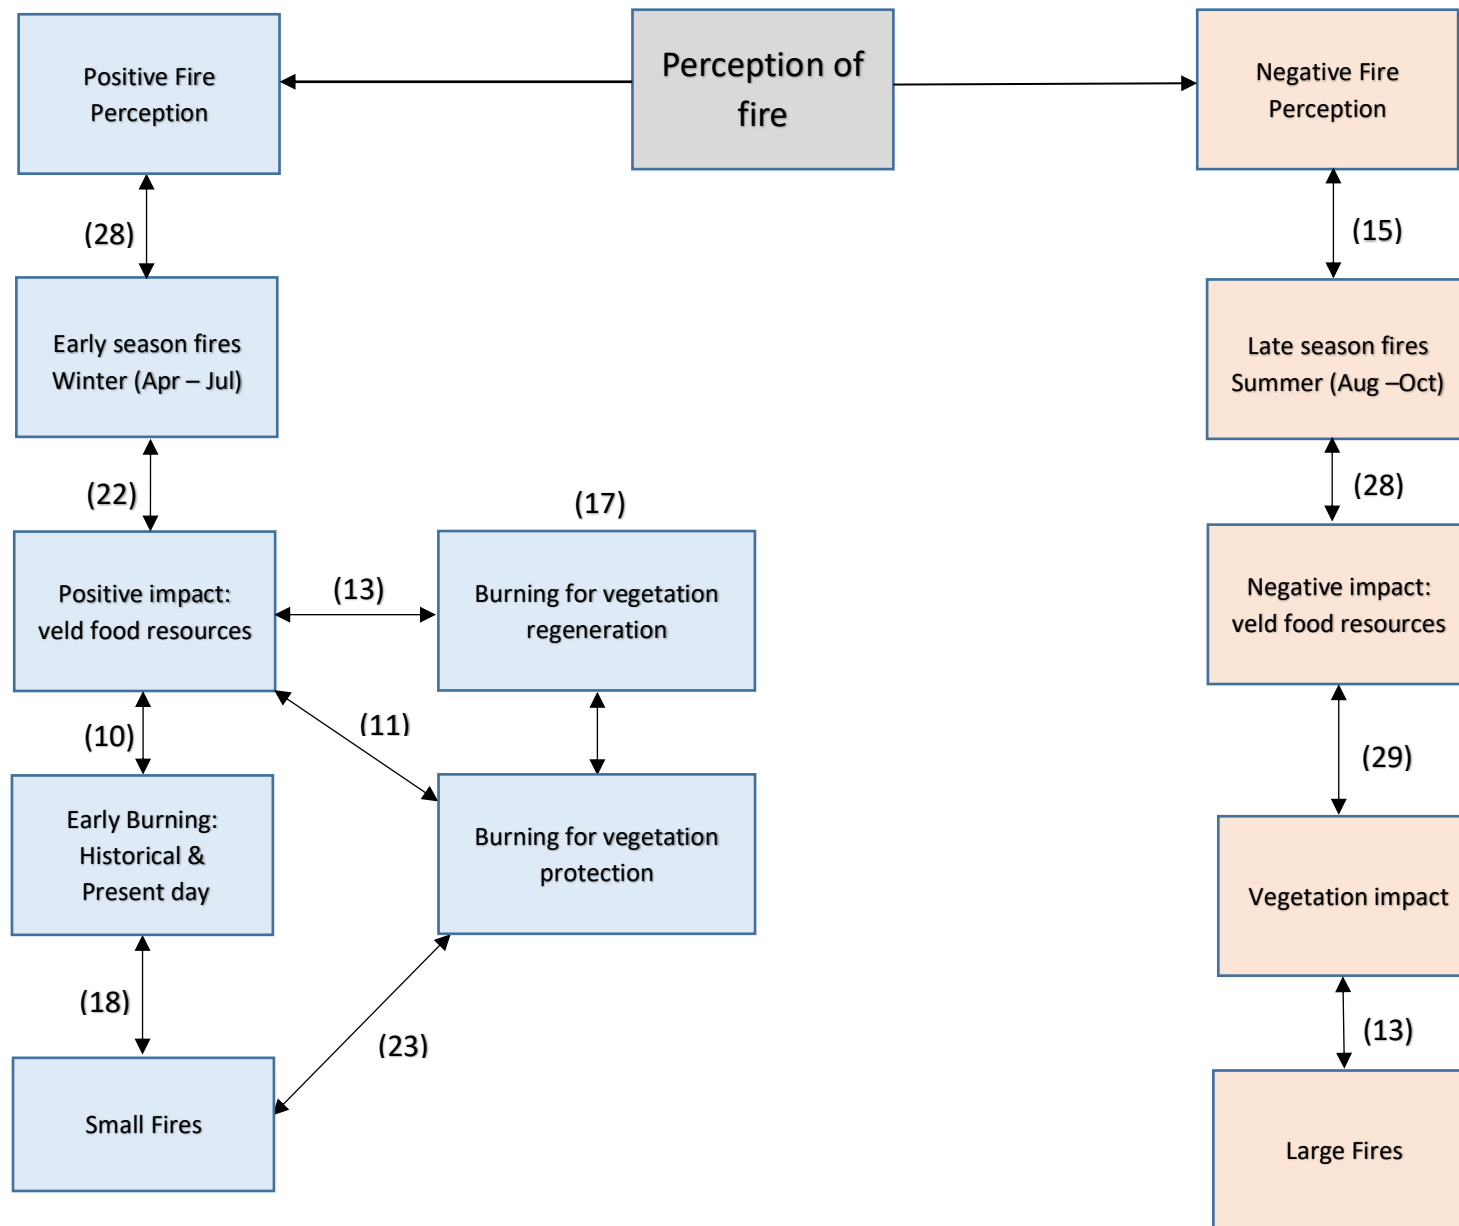 Perception of
fire
Positive Fire
Perception
Negative Fire
Perception
(28)
(15)
Early season fires
Winter (Apr – Jul)
Late season fires
Summer (Aug –Oct)
(22)
(17)
(28)
Positive impact:
veld food resources
(13)
Burning for vegetation
regeneration
Negative impact:
veld food resources
(10)
(11)
(29)
Early Burning:
Historical &
Present day
Burning for vegetation
protection
Vegetation impact
(18)
(23)
(13)
Small Fires
Large Fires